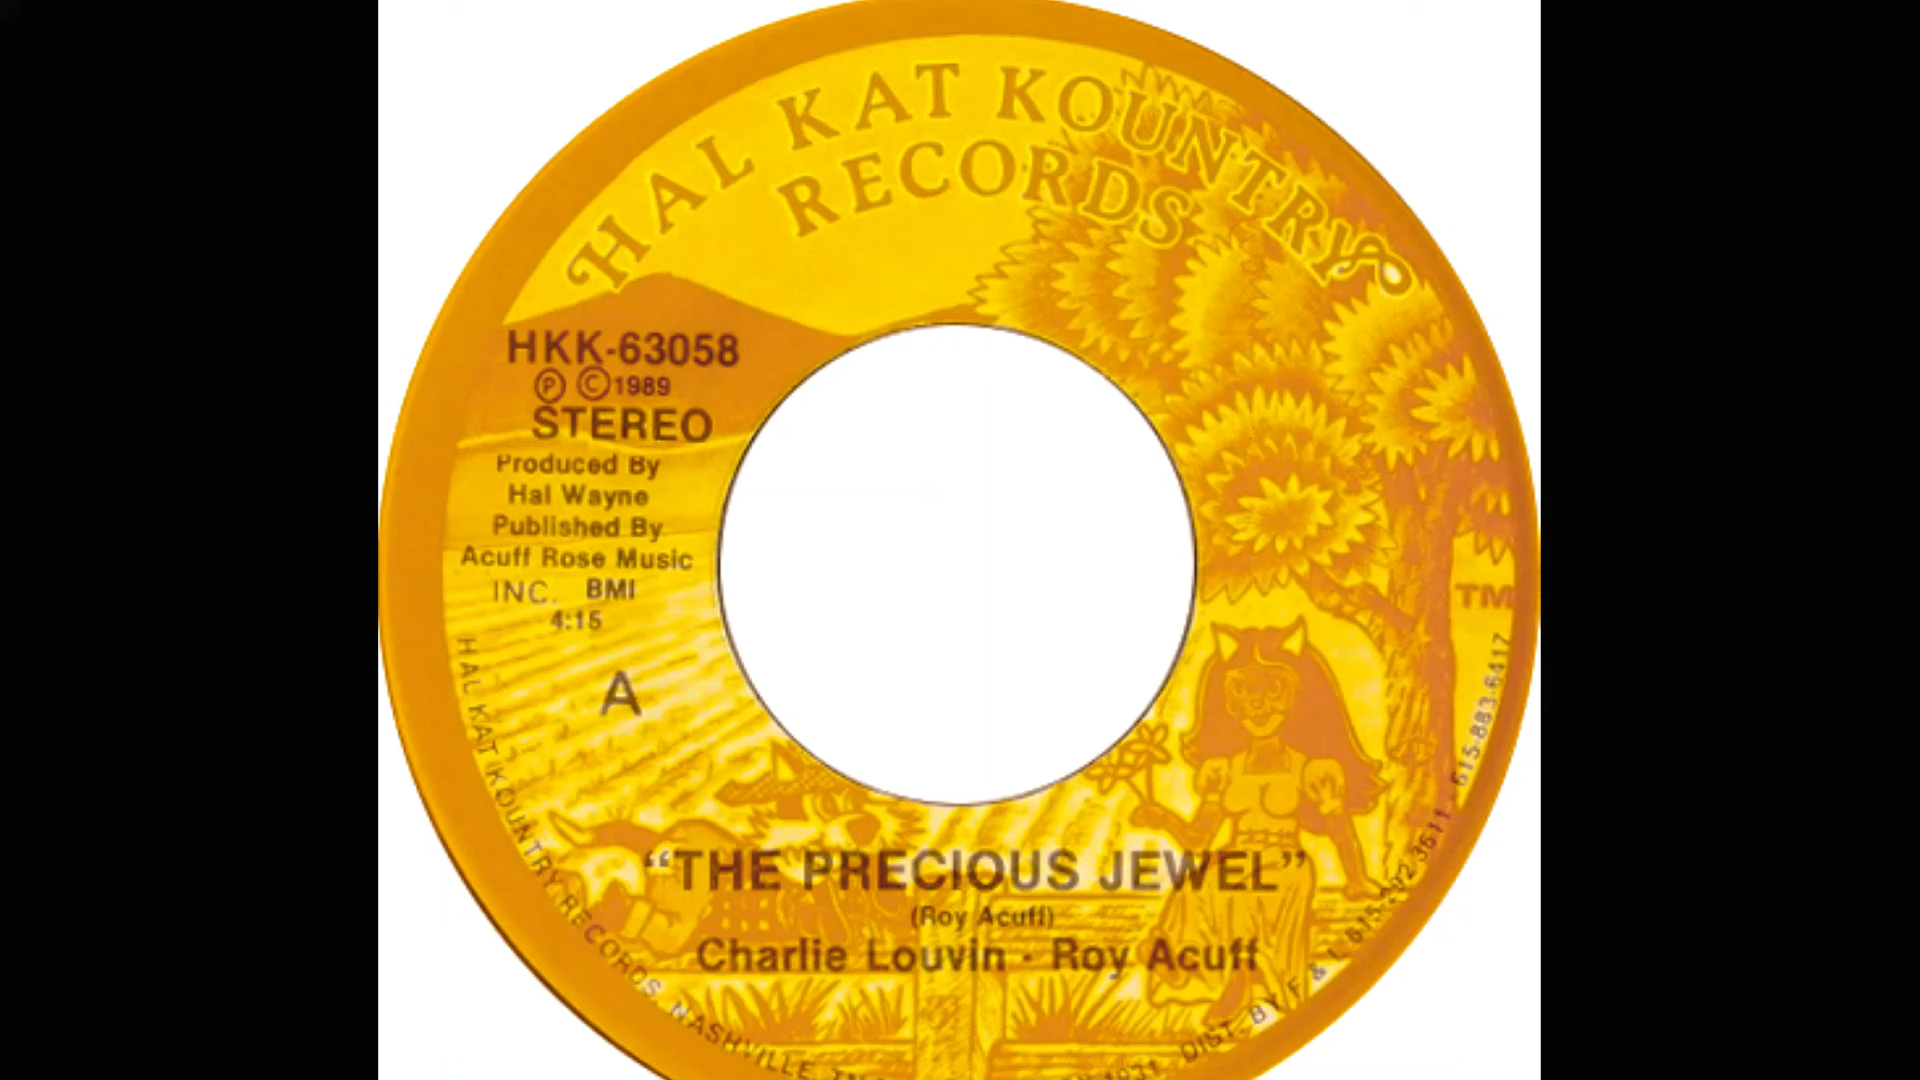 HAL KAT KOUNTRY
RECORDS
HKK-63058
Ⓟ ©1989
STEREO
Produced By
Hal Wayne
Published By
Acuff Rose Music
INC. BMI
4:15
A
TM
"THE PRECIOUS JEWEL"
(Roy Acuff)
Charlie Louvin · Roy Acuff
HAL KAT KOUNTRY RECORDS, NASHVILLE,
DIST. BY F & L 615-883-6417